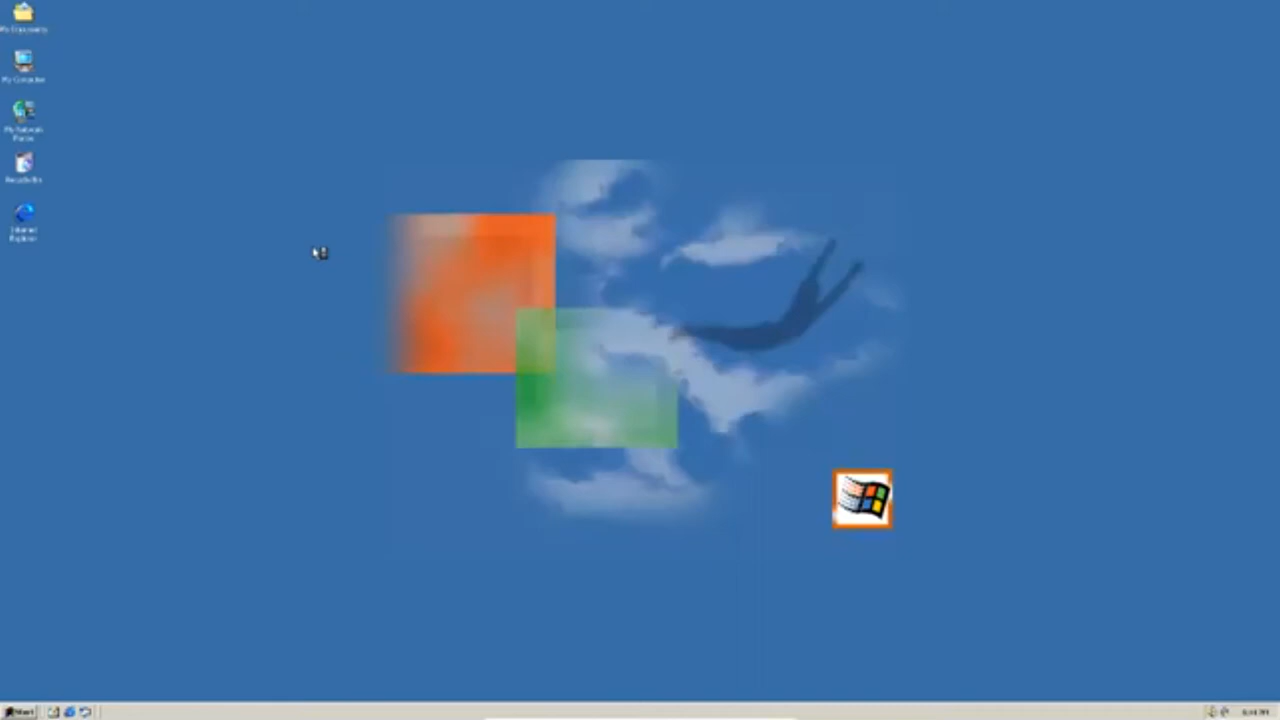 My Documents
My Computer
My Network
Places
Recycle Bin
Internet
Explorer
Start